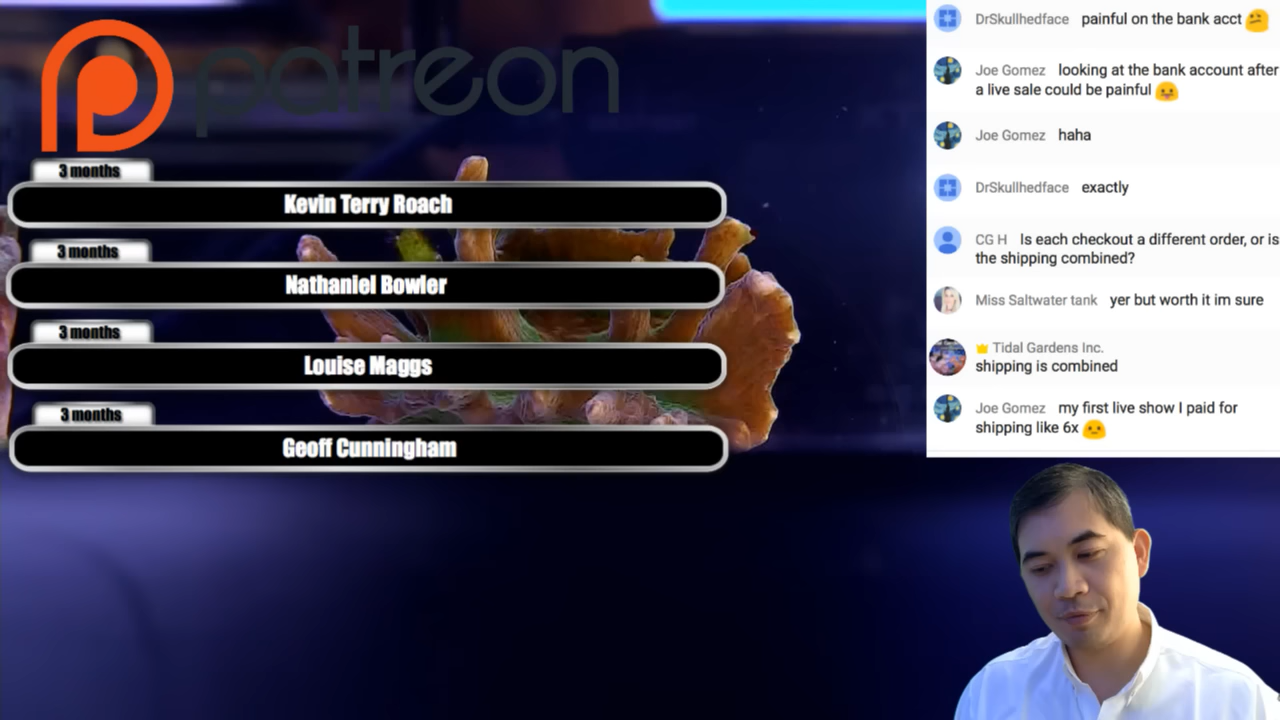 patreon
3 months
Kevin Terry Roach
3 months
Nathaniel Bowler
3 months
Louise Maggs
3 months
Geoff Cunningham
DrSkullhedface painful on the bank acct
Joe Gomez looking at the bank account after
a live sale could be painful
Joe Gomez haha
DrSkullhedface exactly
CG H Is each checkout a different order, or is
the shipping combined?
Miss Saltwater tank yer but worth it im sure
Tidal Gardens Inc.
shipping is combined
Joe Gomez my first live show I paid for
shipping like 6x